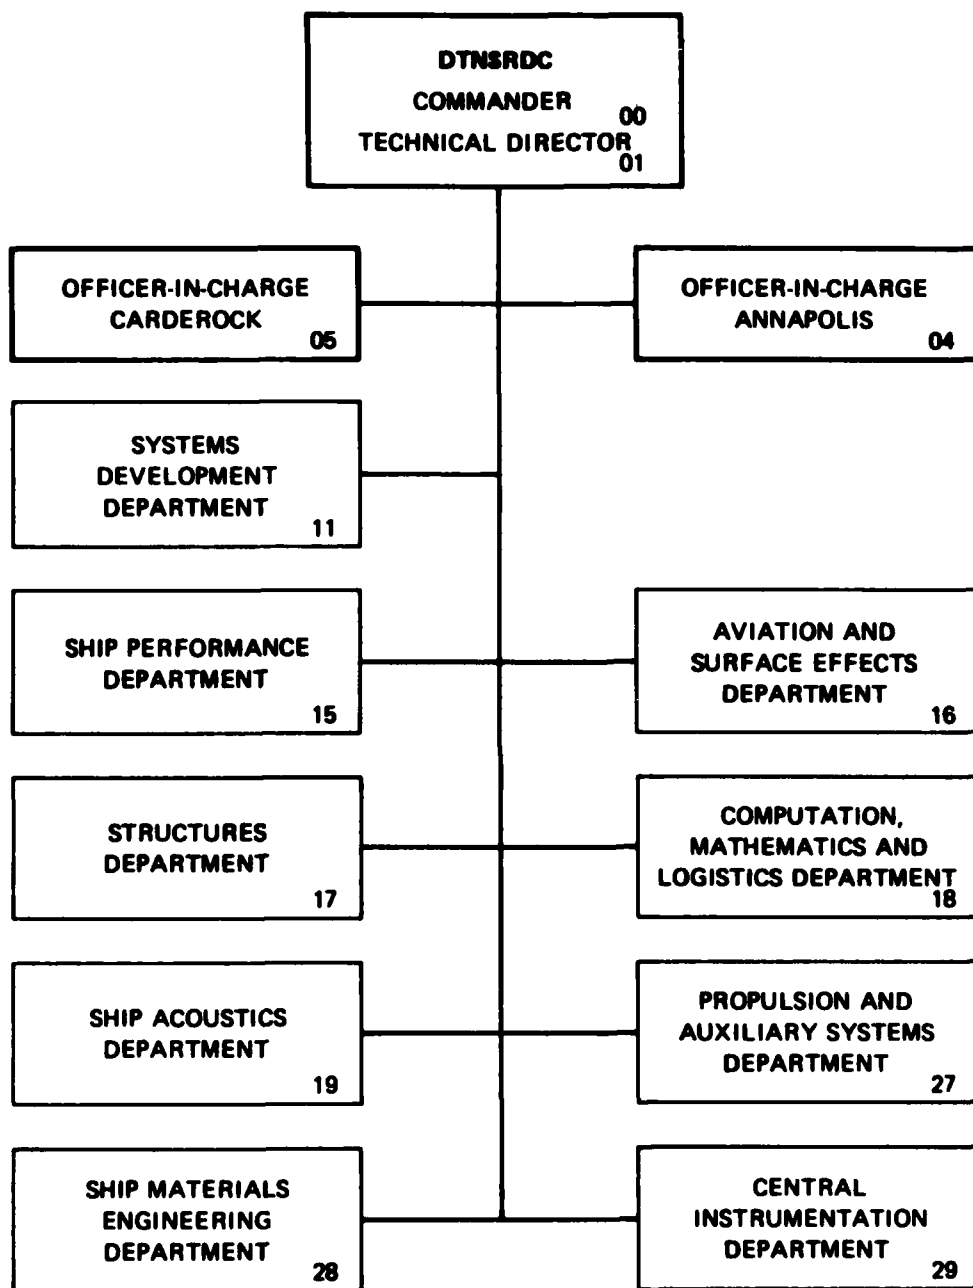 DTNSRDC
COMMANDER
00
TECHNICAL DIRECTOR
01
OFFICER-IN-CHARGE
CARDEROCK
05
OFFICER-IN-CHARGE
ANNAPOLIS
04
SYSTEMS
DEVELOPMENT
DEPARTMENT
11
SHIP PERFORMANCE
DEPARTMENT
15
AVIATION AND
SURFACE EFFECTS
DEPARTMENT
16
STRUCTURES
DEPARTMENT
17
COMPUTATION,
MATHEMATICS AND
LOGISTICS DEPARTMENT
18
SHIP ACOUSTICS
DEPARTMENT
19
PROPULSION AND
AUXILIARY SYSTEMS
DEPARTMENT
27
SHIP MATERIALS
ENGINEERING
DEPARTMENT
28
CENTRAL
INSTRUMENTATION
DEPARTMENT
29